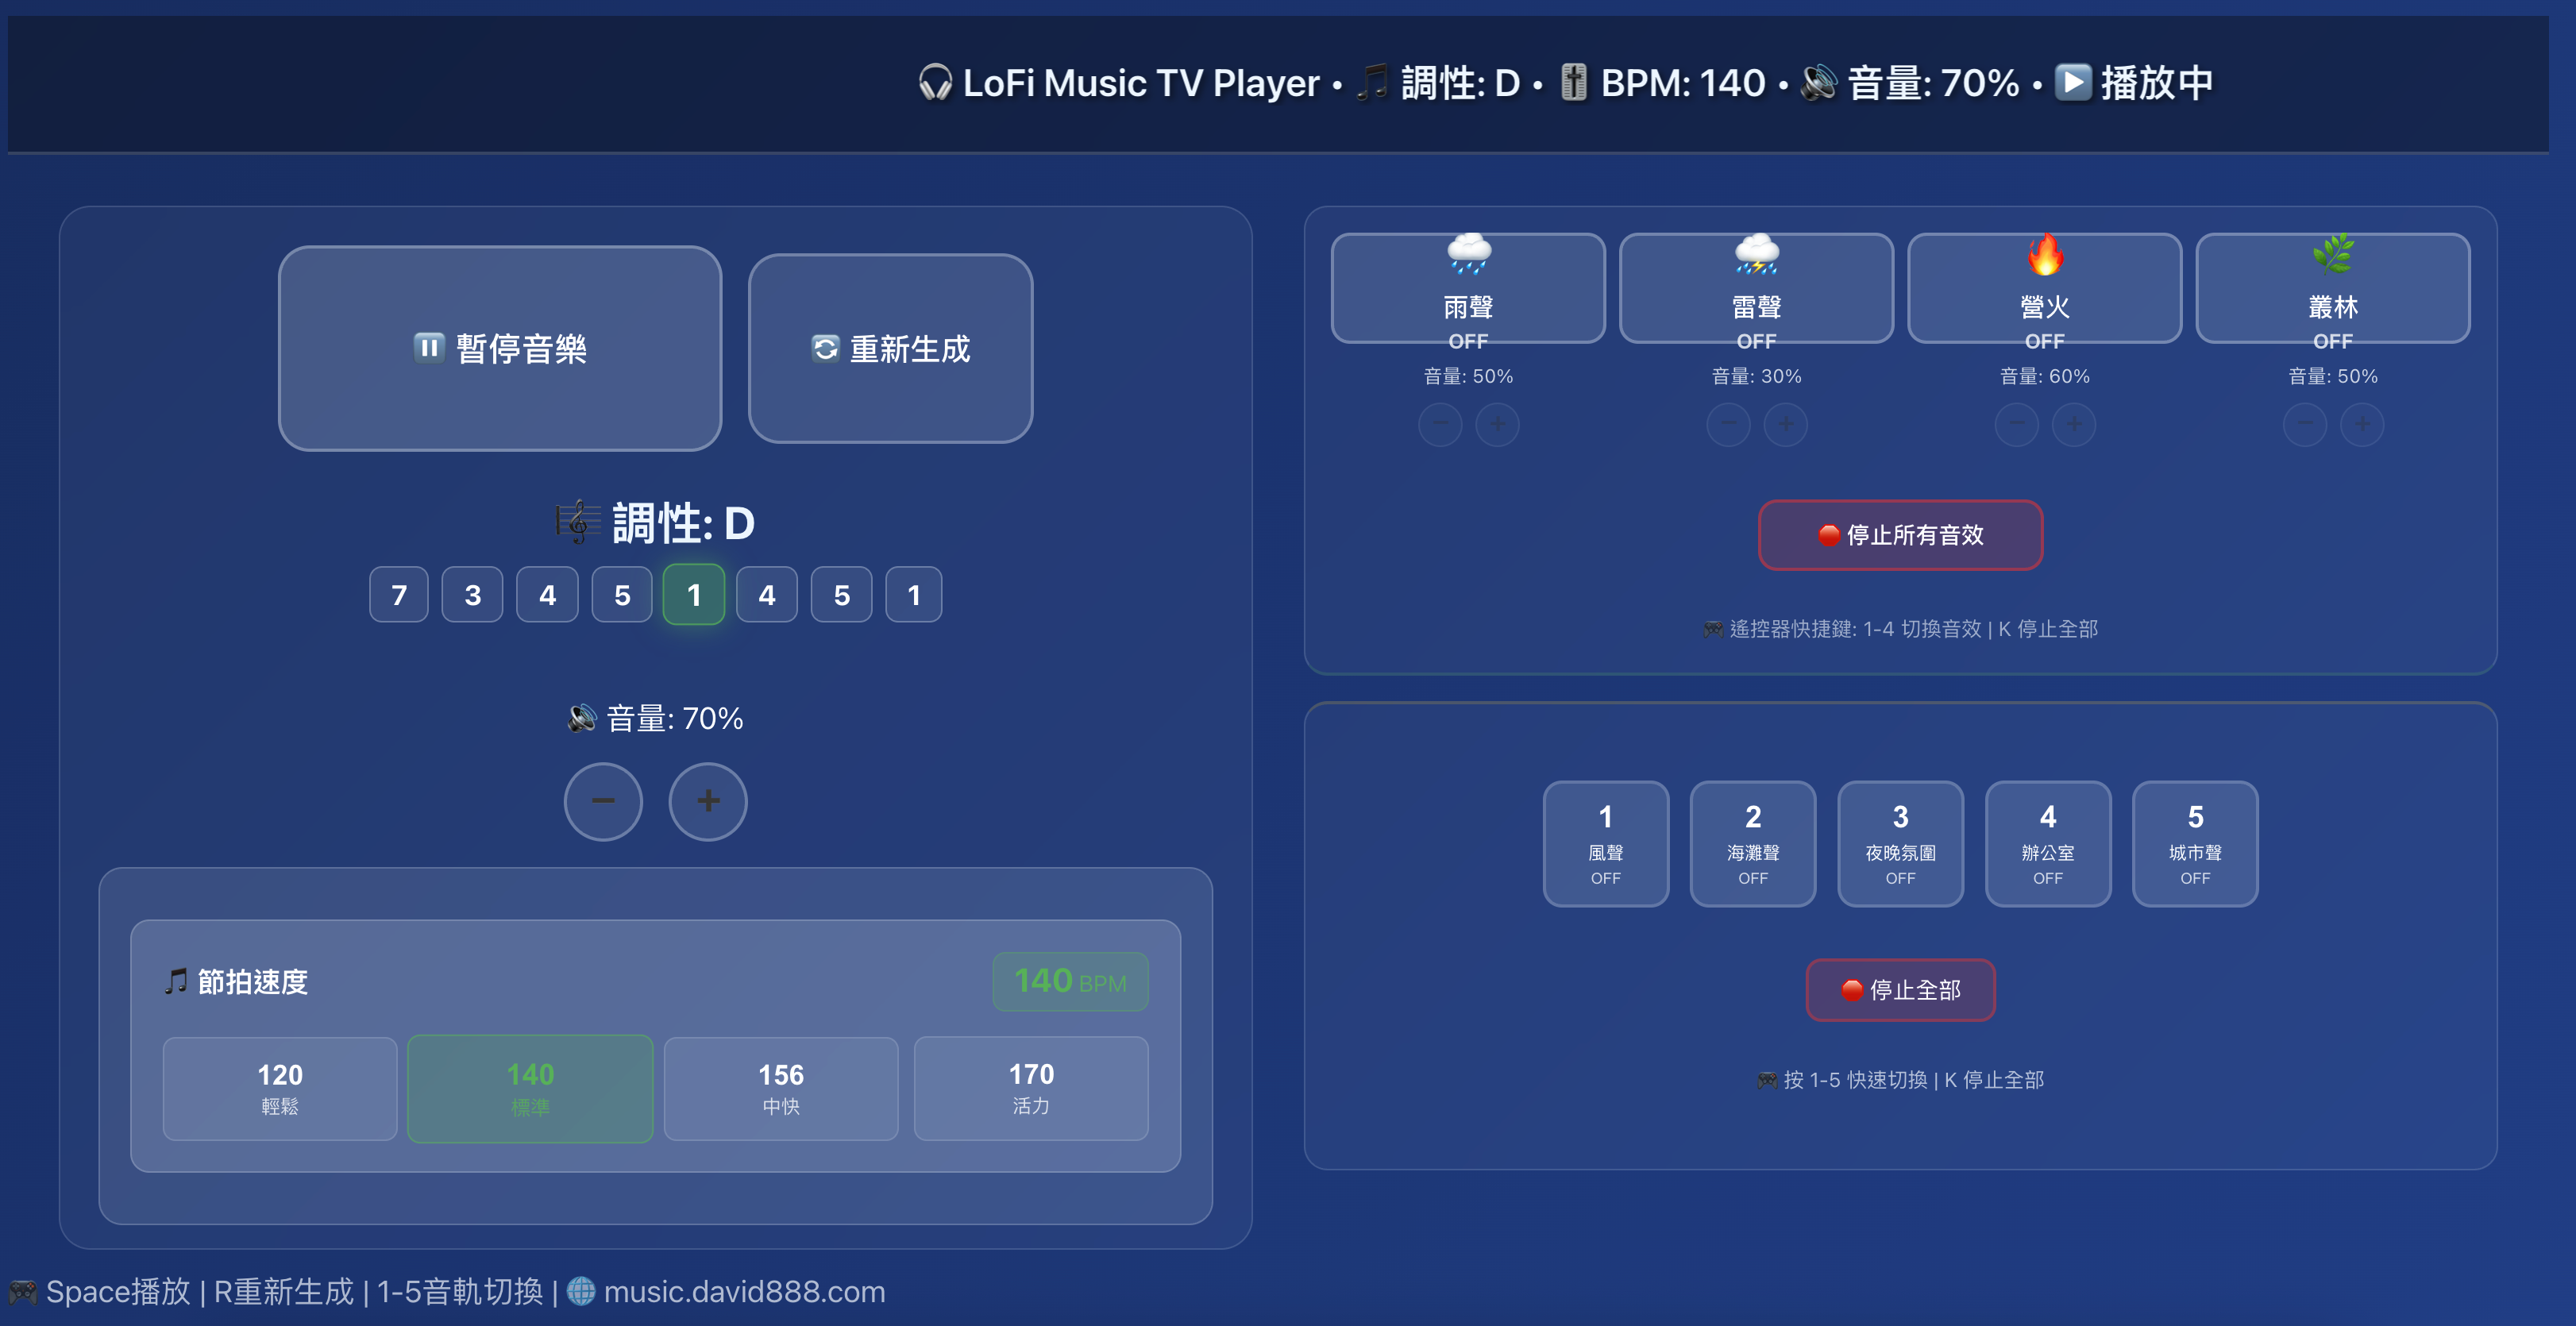 🎧 LoFi Music TV Player • 🎵 調性: D • 🎚️ BPM: 140 • 🔊 音量: 70% • ▶️ 播放中
⏸️ 暫停音樂
🔄 重新生成
🎼 調性: D
7 3 4 5 1 4 5 1
🔊 音量: 70%
− +
🎵 節拍速度
140 BPM
120
輕鬆
140
標準
156
中快
170
活力
雨聲
OFF
音量: 50%
− +
雷聲
OFF
音量: 30%
− +
營火
OFF
音量: 60%
− +
叢林
OFF
音量: 50%
− +
🛑 停止所有音效
🎮 遙控器快捷鍵: 1-4 切換音效 | K 停止全部
1
風聲
OFF
2
海灘聲
OFF
3
夜晚氛圍
OFF
4
辦公室
OFF
5
城市聲
OFF
🛑 停止全部
🎮 按 1-5 快速切換 | K 停止全部
🎮 Space播放 | R重新生成 | 1-5音軌切換 | 🌐 music.david888.com